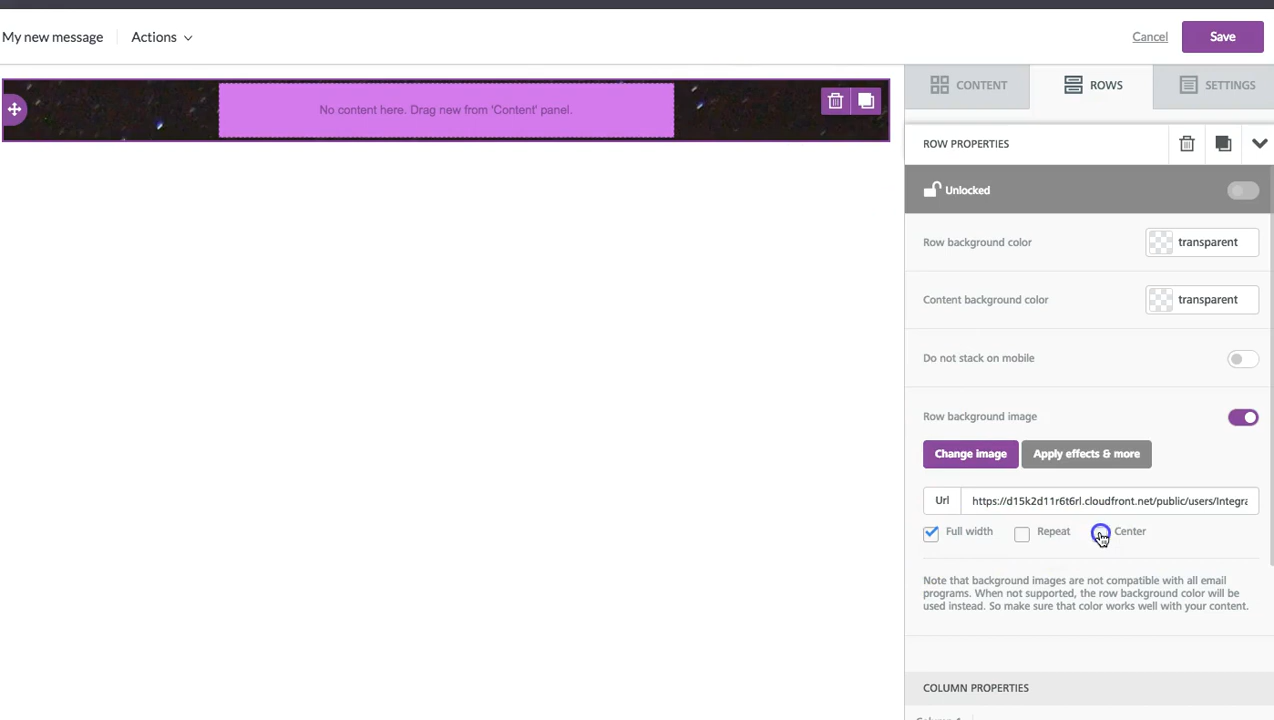 My new message
Actions
Cancel
Save
No content here. Drag new from 'Content' panel.
CONTENT
ROWS
SETTINGS
ROW PROPERTIES
Unlocked
Row background color
transparent
Content background color
transparent
Do not stack on mobile
Row background image
Change image
Apply effects & more
Url
https://d15k2d11r6t6rl.cloudfront.net/public/users/Integra
Full width
Repeat
Center
Note that background images are not compatible with all email
programs. When not supported, the row background color will be
used instead. So make sure that color works well with your content.
COLUMN PROPERTIES
Column 1